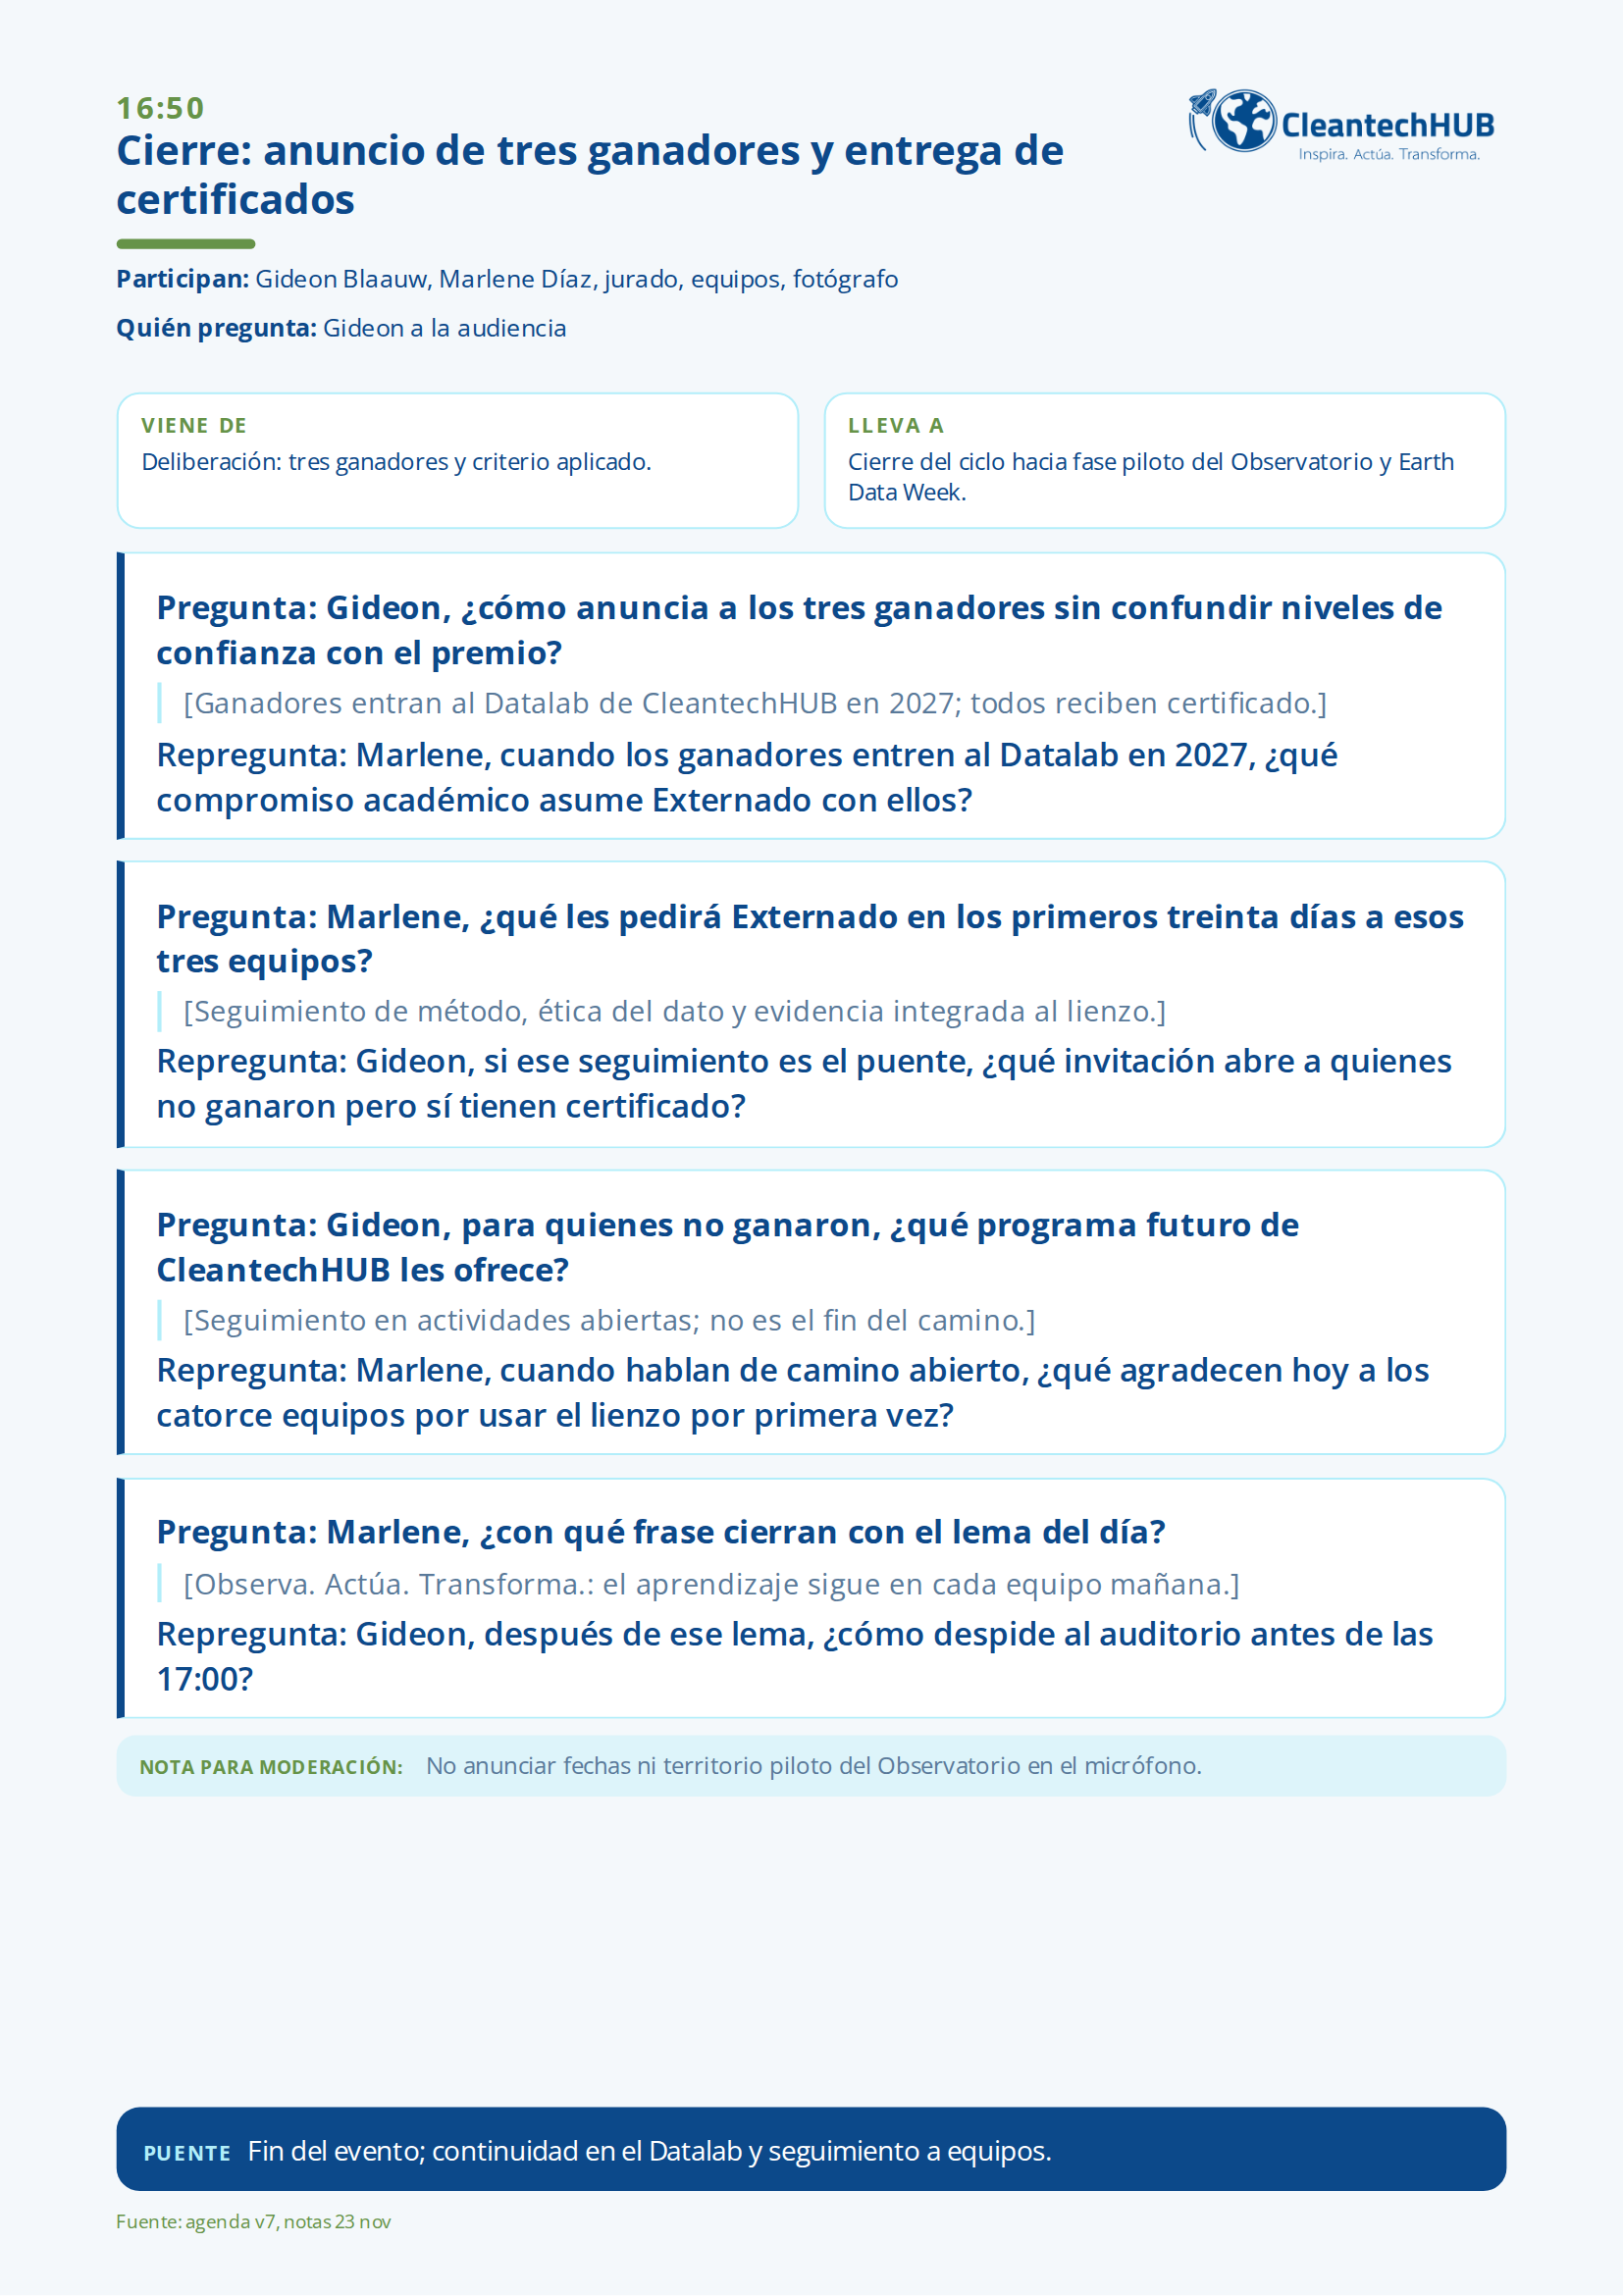 16:50
Cierre: anuncio de tres ganadores y entrega de
certificados
CleantechHUB
Inspira. Actúa. Transforma.
Participan: Gideon Blaauw, Marlene Díaz, jurado, equipos, fotógrafo
Quién pregunta: Gideon a la audiencia
VIENE DE
Deliberación: tres ganadores y criterio aplicado.
LLEVA A
Cierre del ciclo hacia fase piloto del Observatorio y Earth
Data Week.
Pregunta: Gideon, ¿cómo anuncia a los tres ganadores sin confundir niveles de
confianza con el premio?
[Ganadores entran al Datalab de CleantechHUB en 2027; todos reciben certificado.]
Repregunta: Marlene, cuando los ganadores entren al Datalab en 2027, ¿qué
compromiso académico asume Externado con ellos?
Pregunta: Marlene, ¿qué les pedirá Externado en los primeros treinta días a esos
tres equipos?
[Seguimiento de método, ética del dato y evidencia integrada al lienzo.]
Repregunta: Gideon, si ese seguimiento es el puente, ¿qué invitación abre a quienes
no ganaron pero sí tienen certificado?
Pregunta: Gideon, para quienes no ganaron, ¿qué programa futuro de
CleantechHUB les ofrece?
[Seguimiento en actividades abiertas; no es el fin del camino.]
Repregunta: Marlene, cuando hablan de camino abierto, ¿qué agradecen hoy a los
catorce equipos por usar el lienzo por primera vez?
Pregunta: Marlene, ¿con qué frase cierran con el lema del día?
[Observa. Actúa. Transforma.: el aprendizaje sigue en cada equipo mañana.]
Repregunta: Gideon, después de ese lema, ¿cómo despide al auditorio antes de las
17:00?
NOTA PARA MODERACIÓN: No anunciar fechas ni territorio piloto del Observatorio en el micrófono.
PUENTE Fin del evento; continuidad en el Datalab y seguimiento a equipos.
Fuente: agenda v7, notas 23 nov